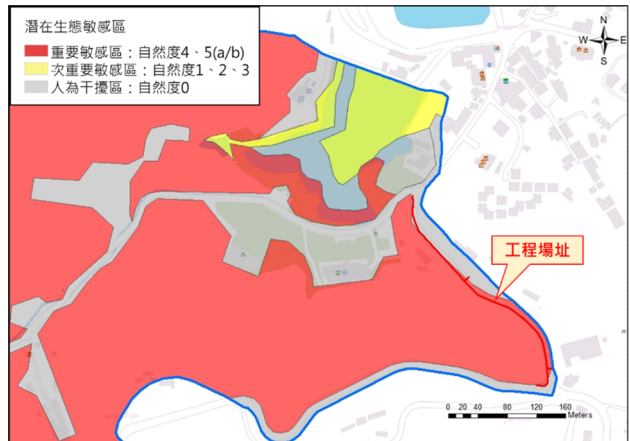 潛在生態敏感區
重要敏感區：自然度4、5(a/b)
次重要敏感區：自然度1、2、3
人為干擾區：自然度0
N
W E
S
工程場址
0 20 40 80 120 160
Meters